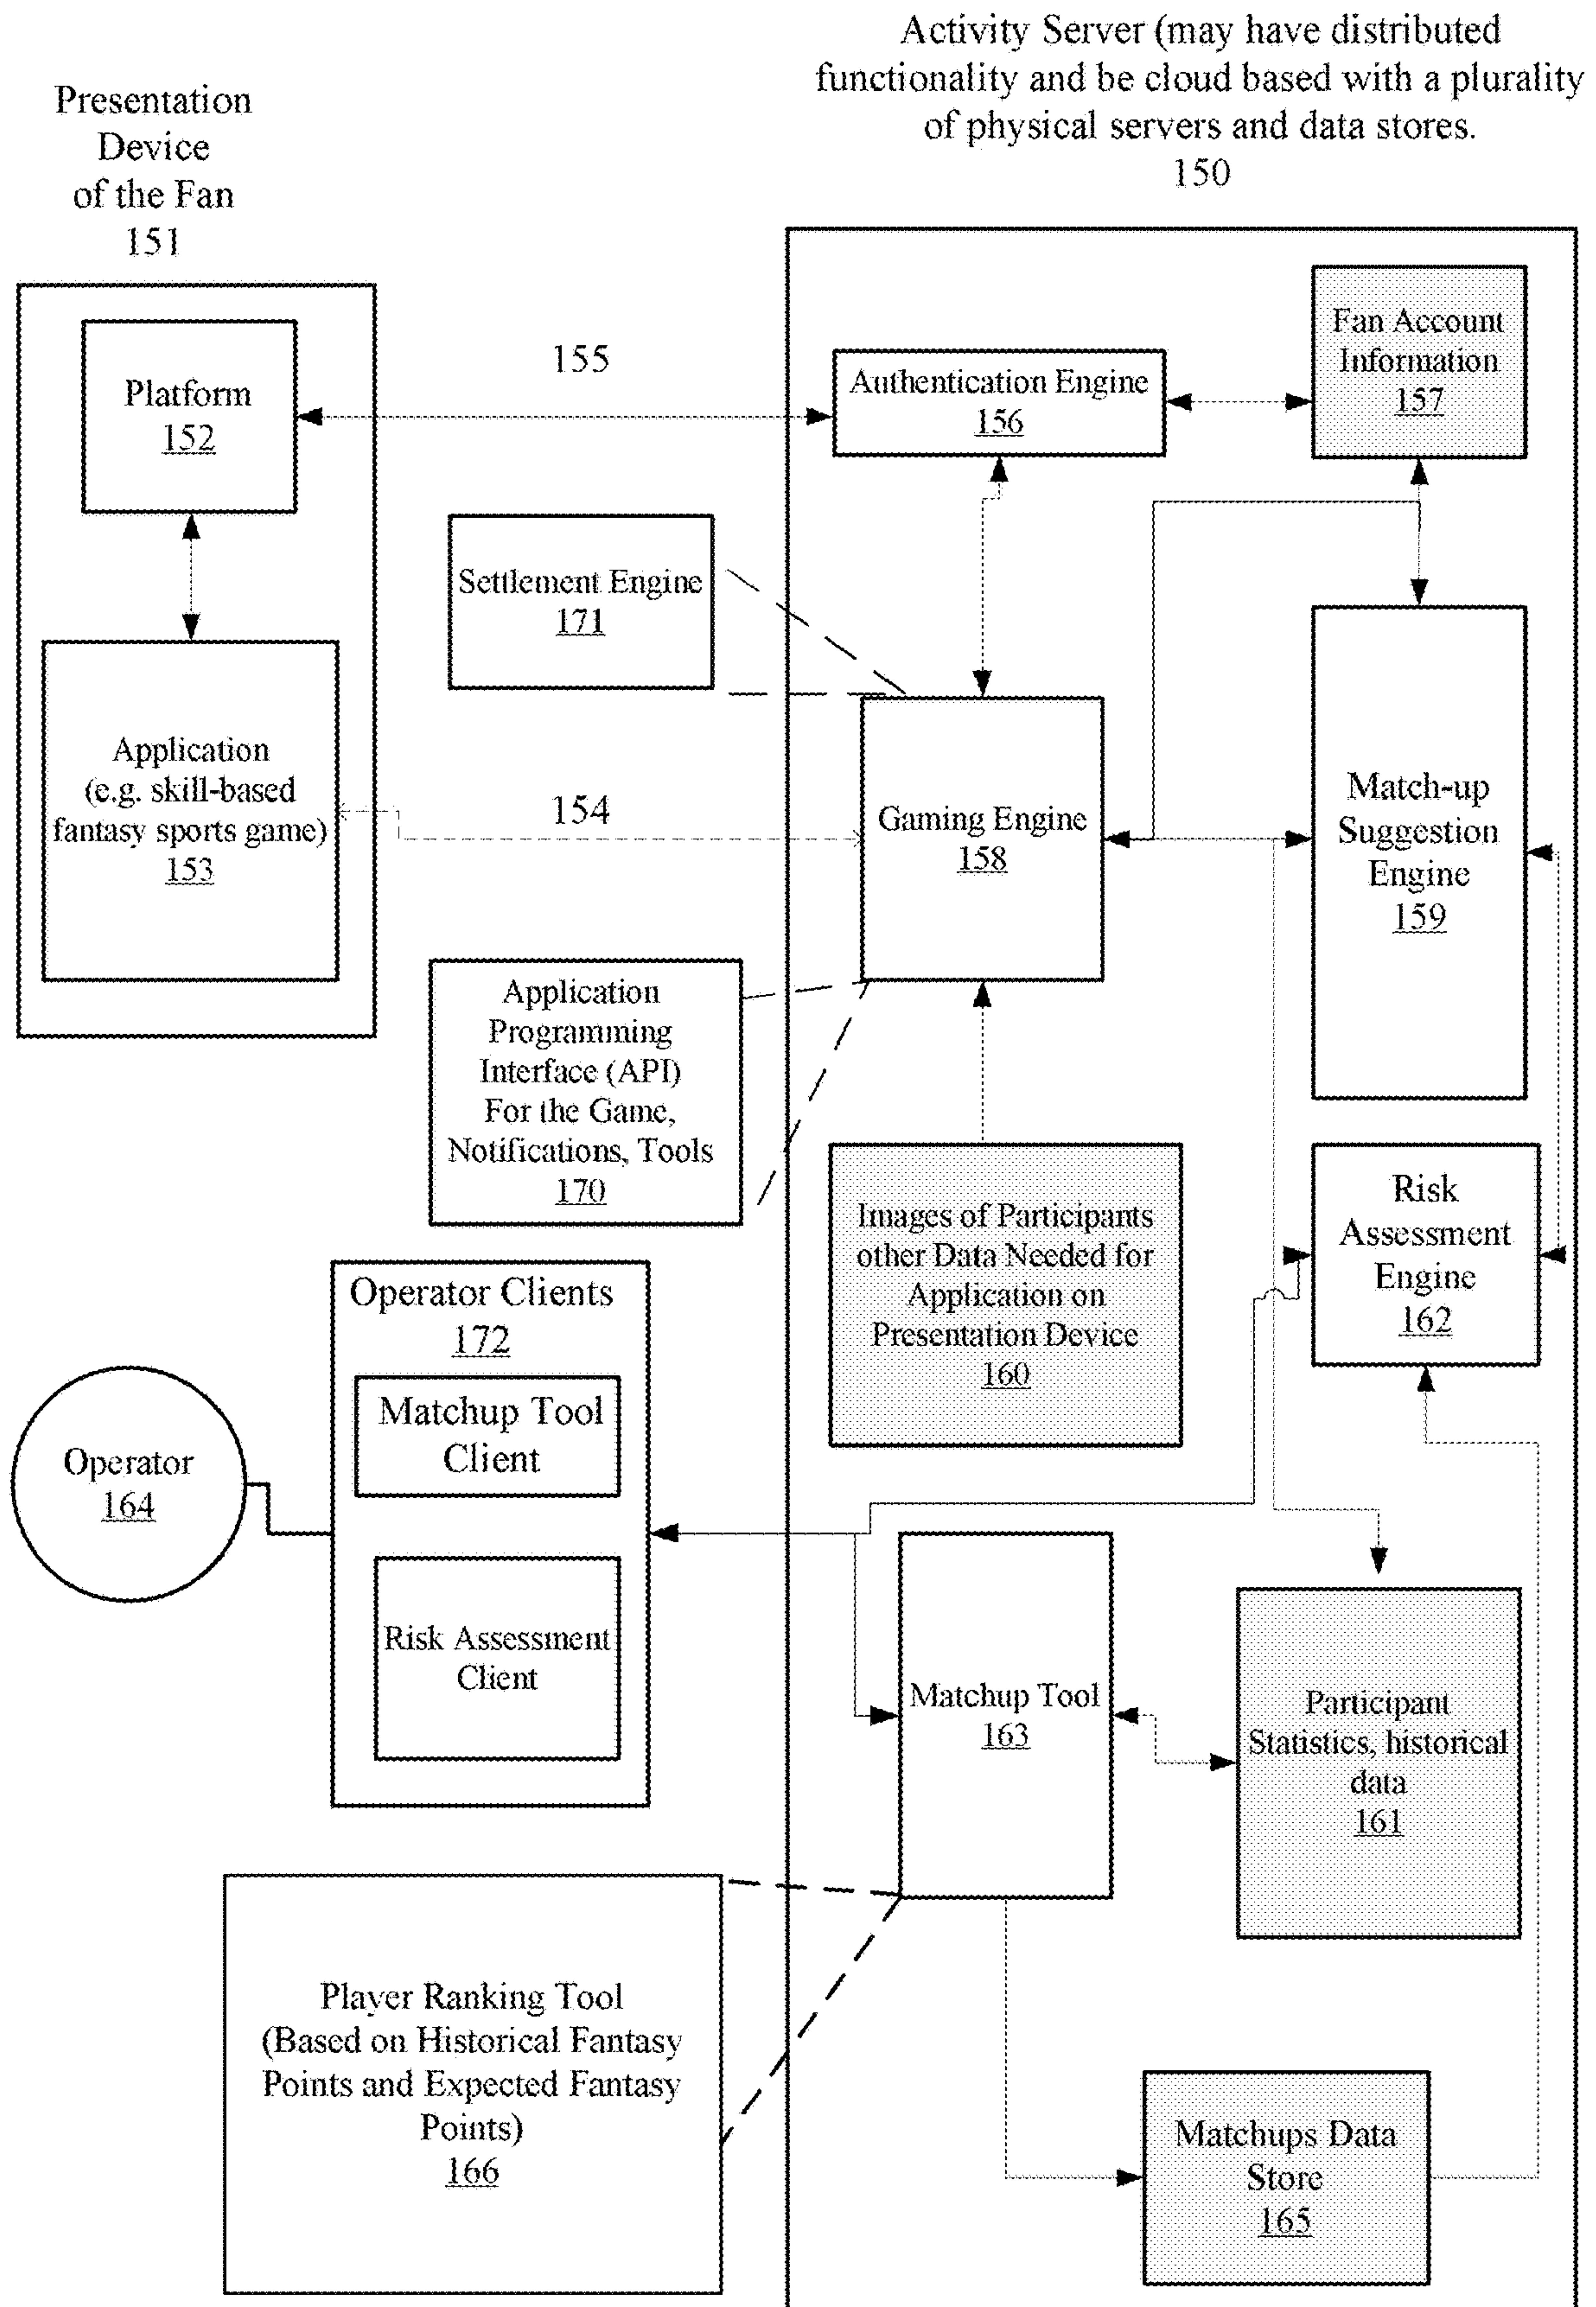 Activity Server (may have distributed
functionality and be cloud based with a plurality
of physical servers and data stores.
150
Presentation
Device
of the Fan
151
Platform
152
155
Authentication Engine
156
Fan Account
Information
157
Settlement Engine
171
Application
(e.g. skill-based
fantasy sports game)
153
154
Gaming Engine
158
Match-up
Suggestion
Engine
159
Application
Programming
Interface (API)
For the Game,
Notifications, Tools
170
Images of Participants
other Data Needed for
Application on
Presentation Device
160
Risk
Assessment
Engine
162
Operator Clients
172
Matchup Tool
Client
Risk Assessment
Client
Operator
164
Matchup Tool
163
Participant
Statistics, historical
data
161
Player Ranking Tool
(Based on Historical Fantasy
Points and Expected Fantasy
Points)
166
Matchups Data
Store
165